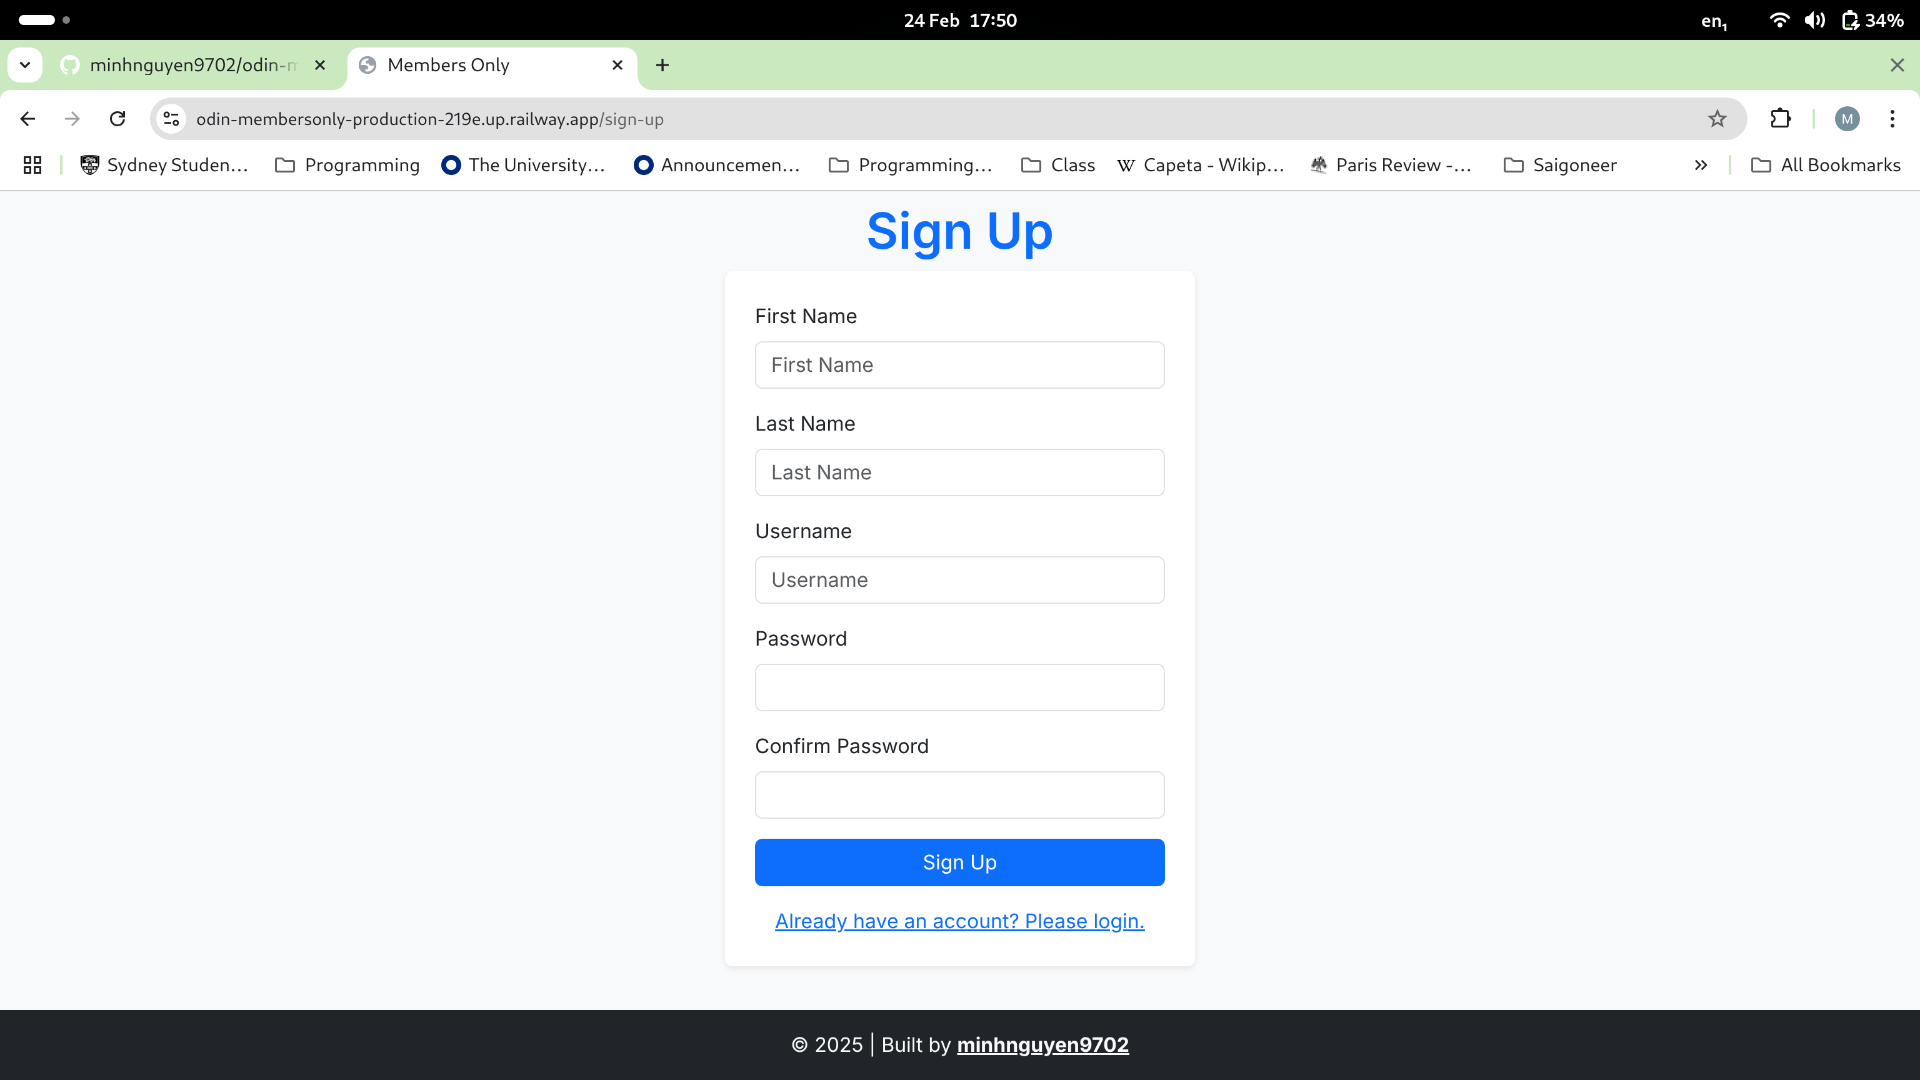 24 Feb 17:50
en₁
34%
minhnguyen9702/odin-m
Members Only
odin-membersonly-production-219e.up.railway.app/sign-up
M
Sydney Studen…
Programming
The University…
Announcemen…
Programming…
Class
W Capeta - Wikip…
Paris Review -…
Saigoneer
All Bookmarks
Sign Up
First Name
First Name
Last Name
Last Name
Username
Username
Password
Confirm Password
Sign Up
Already have an account? Please login.
© 2025 | Built by minhnguyen9702